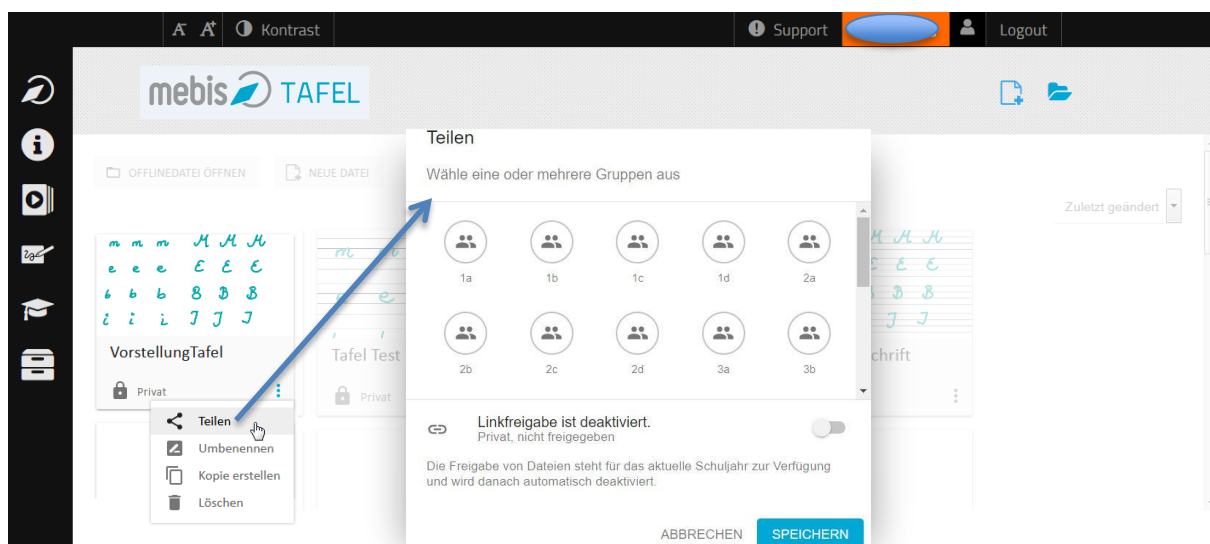 A A+ Kontrast Support Logout
mebis TAFEL
Teilen
Wähle eine oder mehrere Gruppen aus
OFFLINEDATEI ÖFFNEN NEUE DATEI
Zuletzt geändert
m m m M M M
e e e E E E
b b b B B B
i i i J J J
VorstellungTafel
Privat
Teilen
Umbenennen
Kopie erstellen
Löschen
Tafel Test
Privat
M M M
E E E
B B
J J
chrift
1a 1b 1c 1d 2a
2b 2c 2d 3a 3b
Linkfreigabe ist deaktiviert.
Privat, nicht freigegeben
Die Freigabe von Dateien steht für das aktuelle Schuljahr zur Verfügung
und wird danach automatisch deaktiviert.
ABBRECHEN SPEICHERN